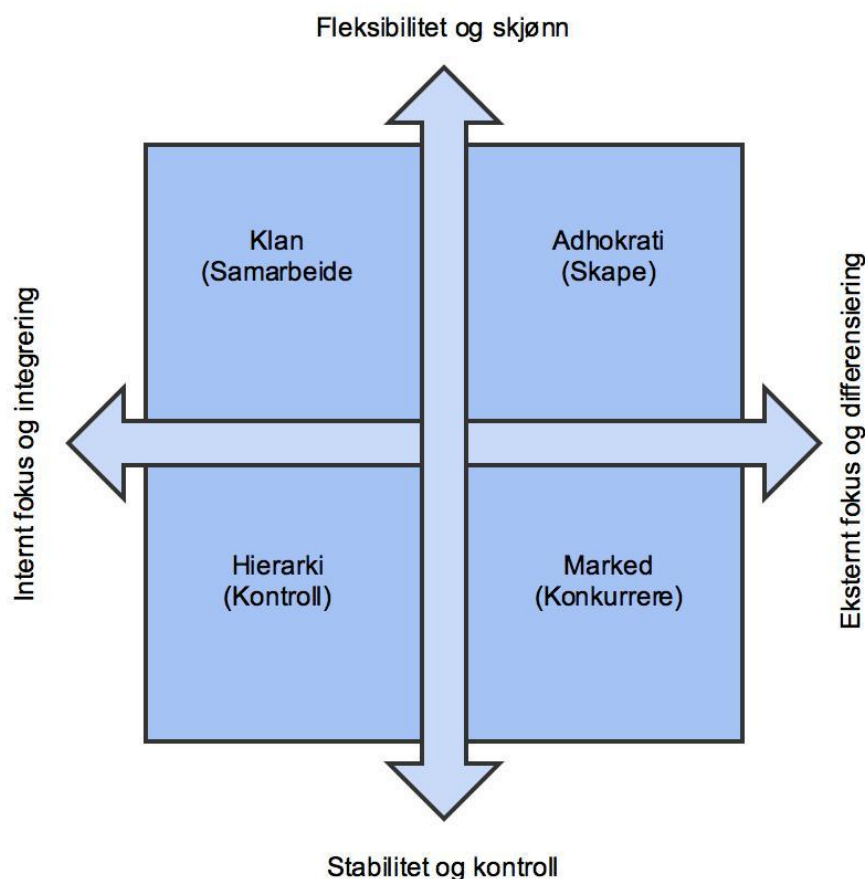 Fleksibilitet og skjønn
Klan
(Samarbeide
Adhokrati
(Skape)
Internt fokus og integrering
Eksternt fokus og differensiering
Hierarki
(Kontroll)
Marked
(Konkurrere)
Stabilitet og kontroll